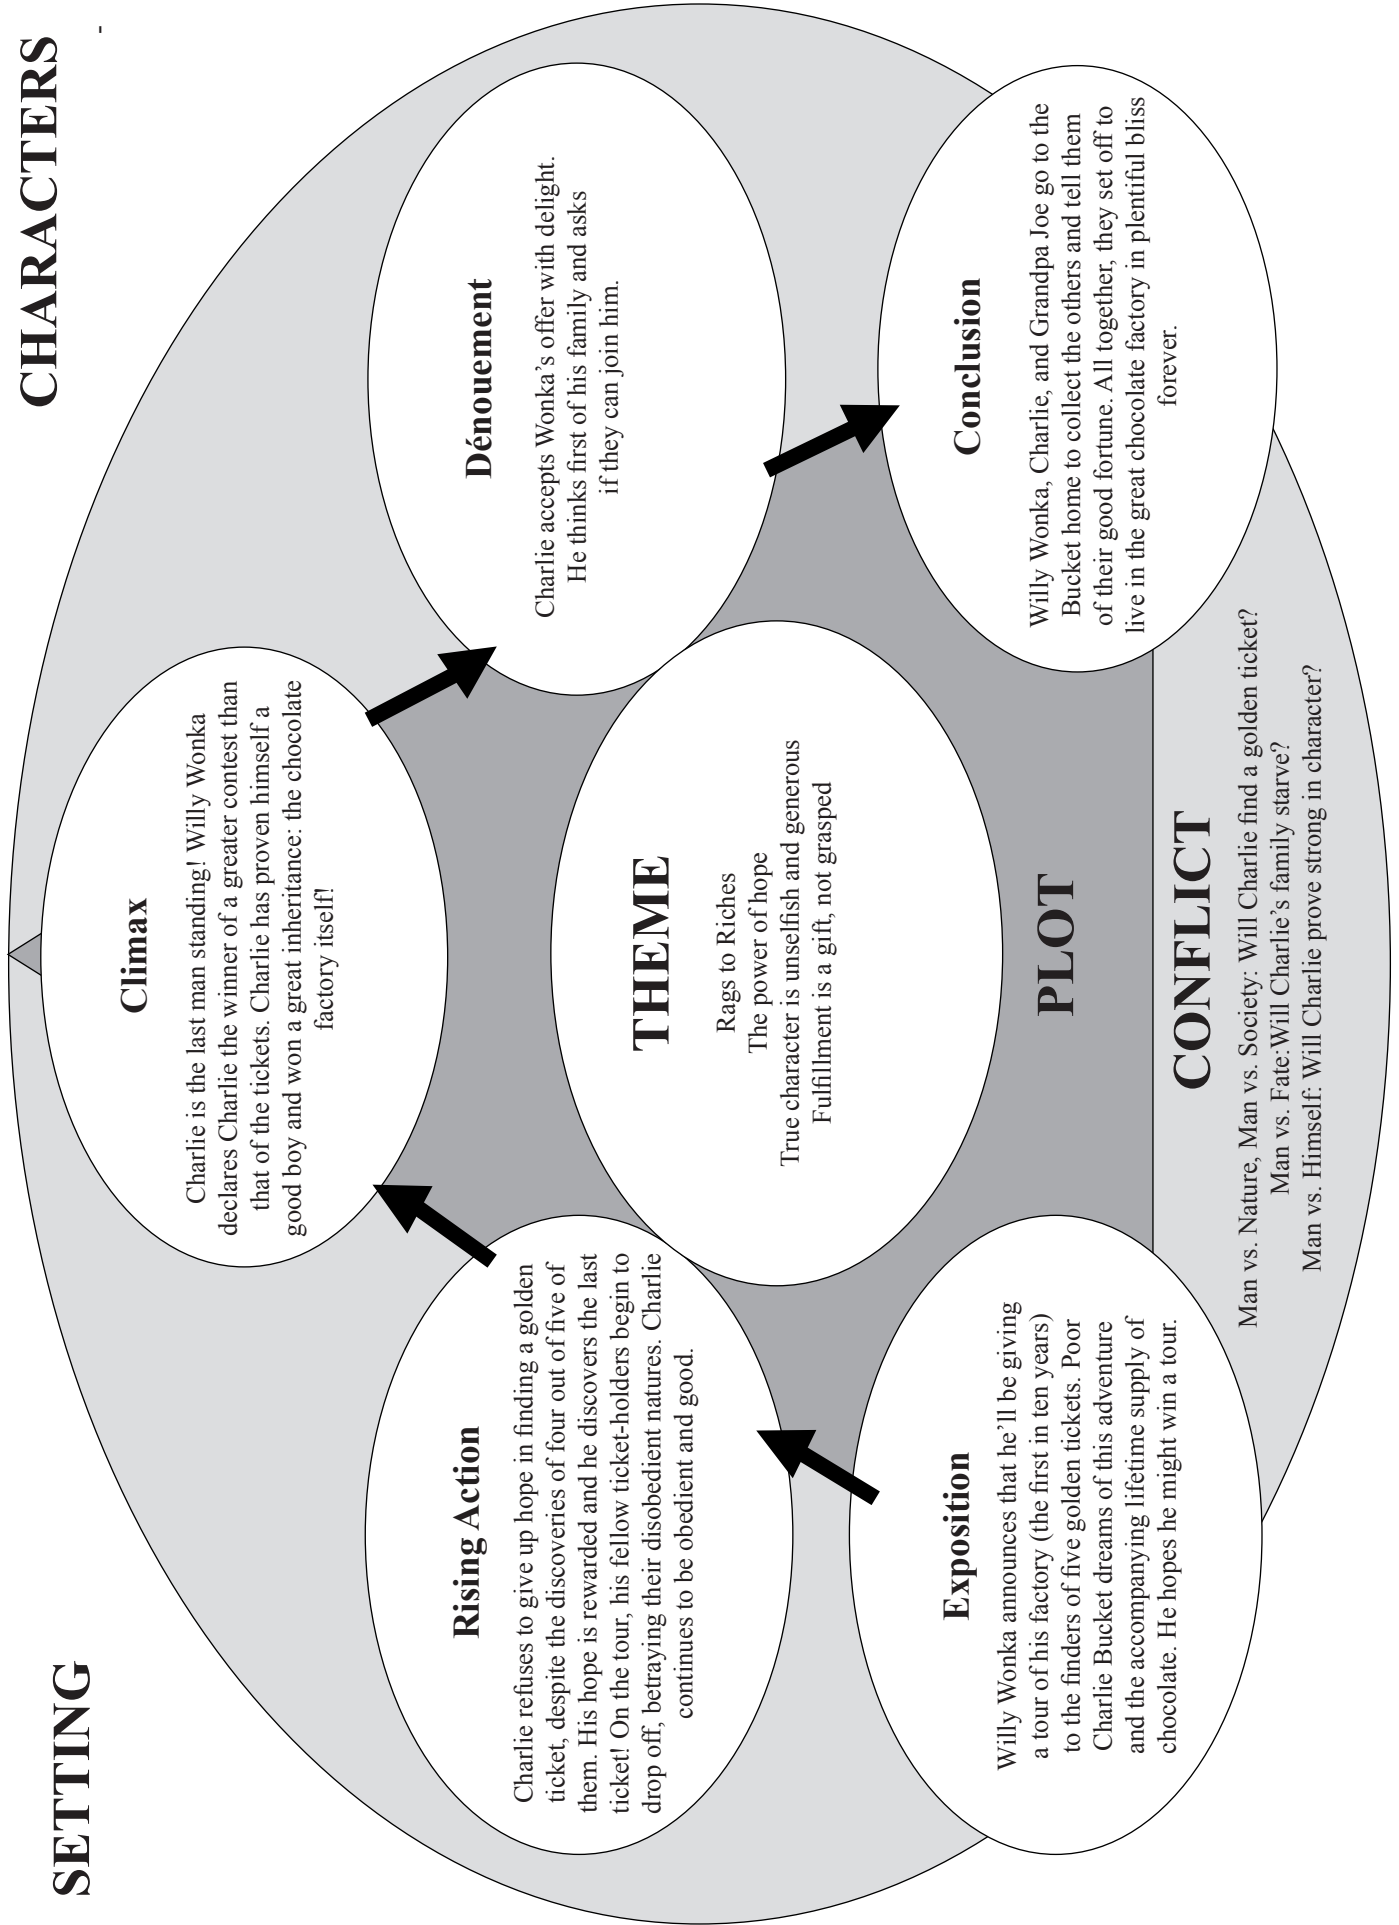 SETTING
CHARACTERS
Climax
Charlie is the last man standing! Willy Wonka
declares Charlie the winner of a greater contest than
that of the tickets. Charlie has proven himself a
good boy and won a great inheritance: the chocolate
factory itself!
Rising Action
Charlie refuses to give up hope in finding a golden
ticket, despite the discoveries of four out of five of
them. His hope is rewarded and he discovers the last
ticket! On the tour, his fellow ticket-holders begin to
drop off, betraying their disobedient natures. Charlie
continues to be obedient and good.
Dénouement
Charlie accepts Wonka’s offer with delight.
He thinks first of his family and asks
if they can join him.
THEME
Rags to Riches
The power of hope
True character is unselfish and generous
Fulfillment is a gift, not grasped
Exposition
Willy Wonka announces that he’ll be giving
a tour of his factory (the first in ten years)
to the finders of five golden tickets. Poor
Charlie Bucket dreams of this adventure
and the accompanying lifetime supply of
chocolate. He hopes he might win a tour.
PLOT
Conclusion
Willy Wonka, Charlie, and Grandpa Joe go to the
Bucket home to collect the others and tell them
of their good fortune. All together, they set off to
live in the great chocolate factory in plentiful bliss
forever.
CONFLICT
Man vs. Nature, Man vs. Society: Will Charlie find a golden ticket?
Man vs. Fate:Will Charlie’s family starve?
Man vs. Himself: Will Charlie prove strong in character?